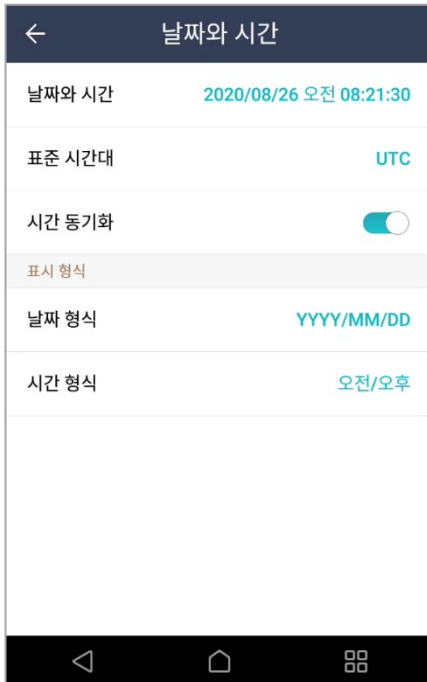 날짜와 시간
날짜와 시간 2020/08/26 오전 08:21:30
표준 시간대 UTC
시간 동기화
표시 형식
날짜 형식 YYYY/MM/DD
시간 형식 오전/오후